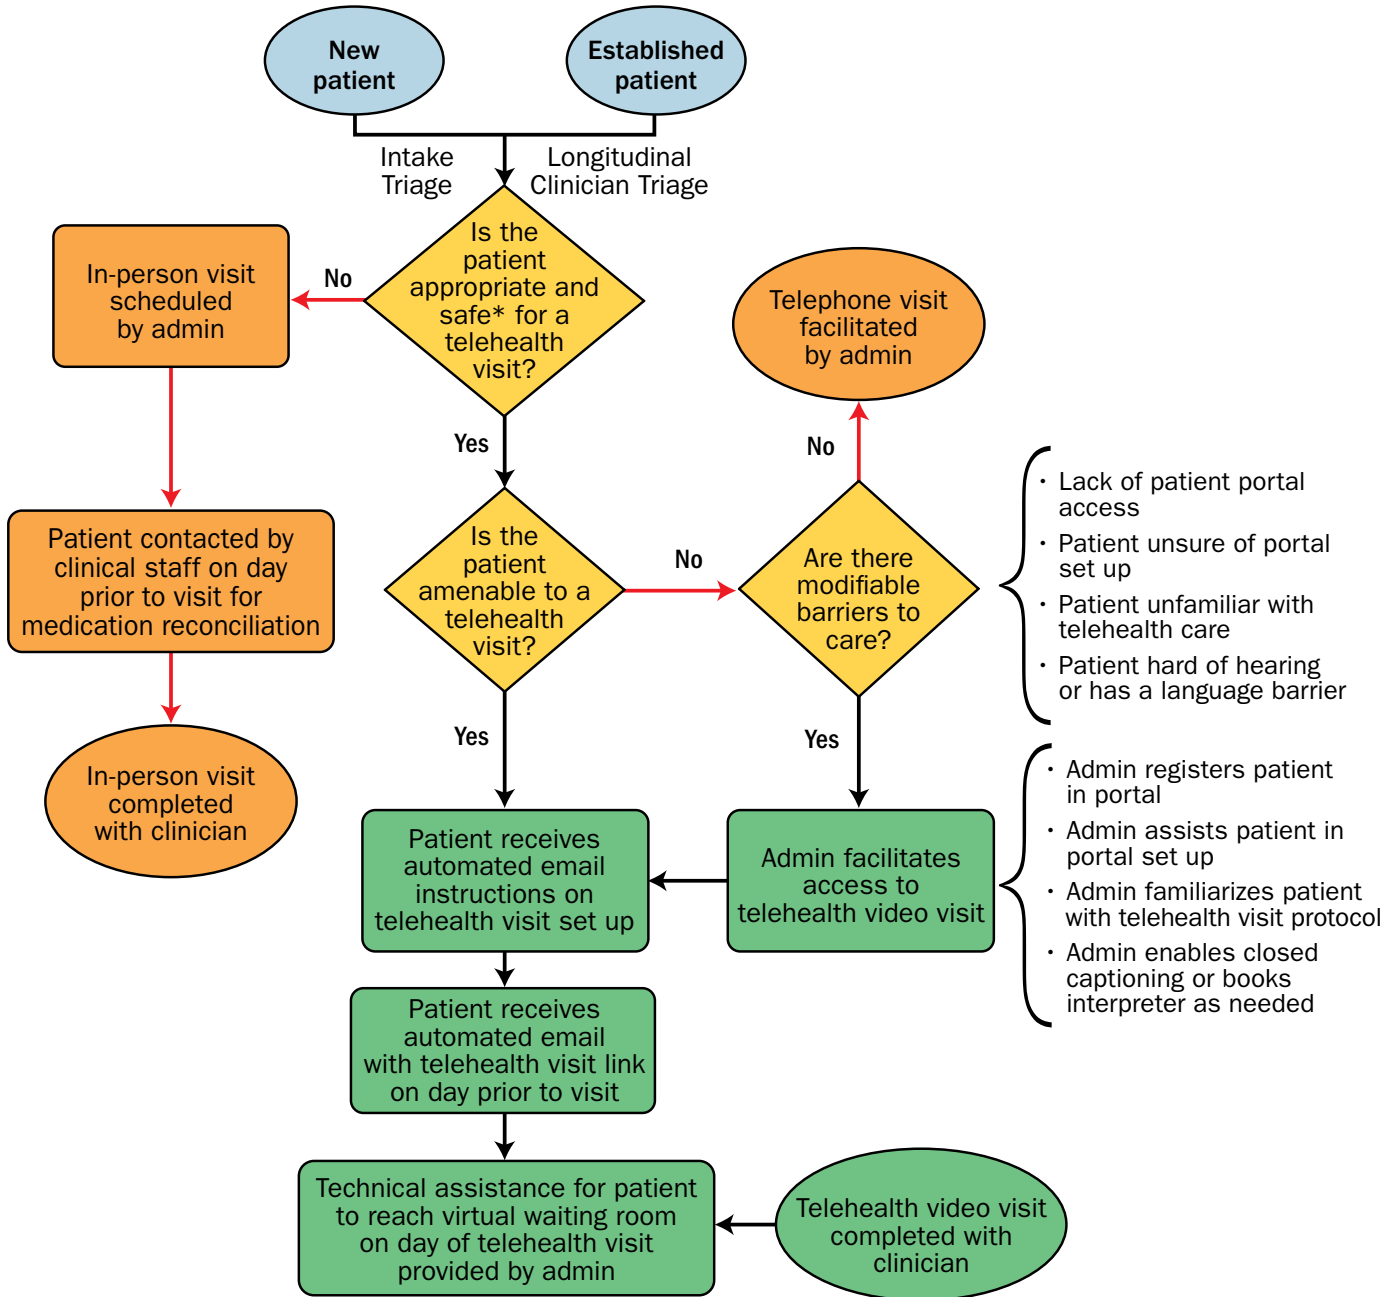 New
patient
Established
patient
Intake
Triage
Longitudinal
Clinician Triage
Is the
patient
appropriate and
safe* for a
telehealth
visit?
No
In-person visit
scheduled
by admin
Telephone visit
facilitated
by admin
Yes
No
Patient contacted by
clinical staff on day
prior to visit for
medication reconciliation
Is the
patient
amenable to a
telehealth
visit?
No
Are there
modifiable
barriers to
care?
· Lack of patient portal
access
· Patient unsure of portal
set up
· Patient unfamiliar with
telehealth care
· Patient hard of hearing
or has a language barrier
Yes
Yes
In-person visit
completed
with clinician
Patient receives
automated email
instructions on
telehealth visit set up
Admin facilitates
access to
telehealth video visit
· Admin registers patient
in portal
· Admin assists patient in
portal set up
· Admin familiarizes patient
with telehealth visit protocol
· Admin enables closed
captioning or books
interpreter as needed
Patient receives
automated email
with telehealth visit link
on day prior to visit
Technical assistance for patient
to reach virtual waiting room
on day of telehealth visit
provided by admin
Telehealth video visit
completed with
clinician